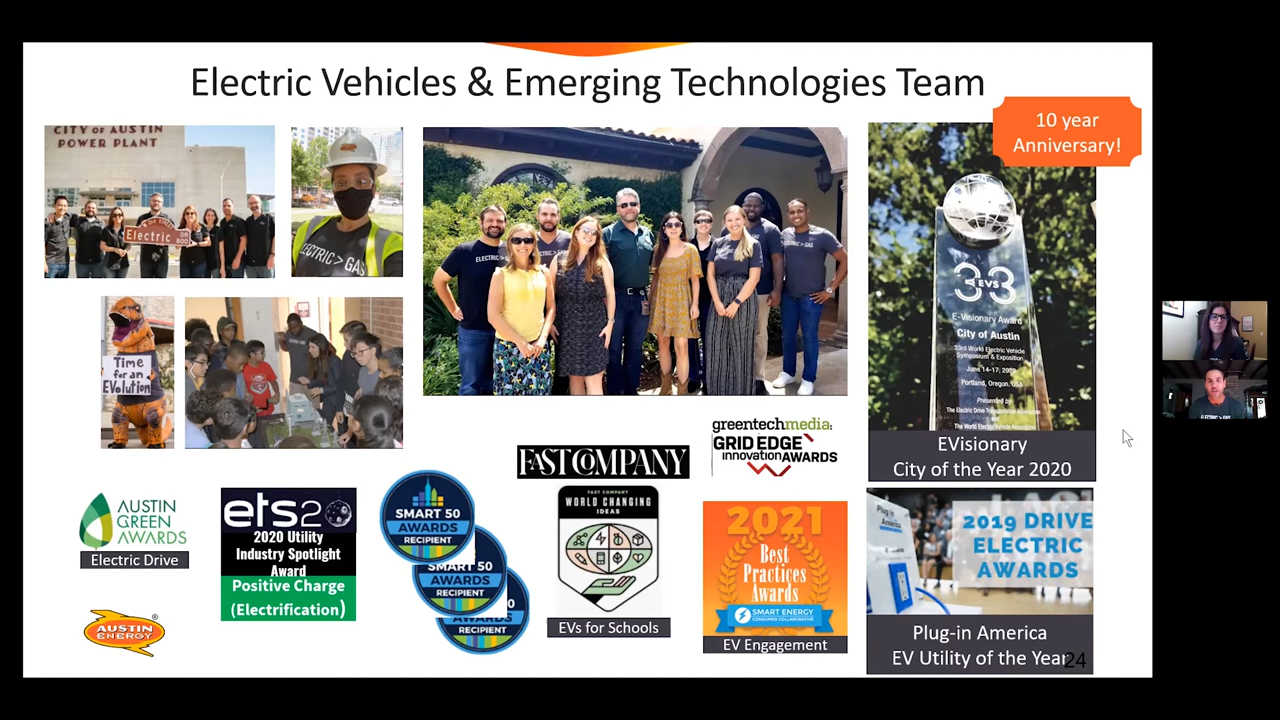 Electric Vehicles & Emerging Technologies Team
10 year
Anniversary!
CITY OF AUSTIN
POWER PLANT
Electric DR
800
ELECTRIC > GAS
ELECTRIC > GAS
Time
for an
EVolution
33
EVS
E-Visionary Award
City of Austin
33rd World Electric Vehicle
Symposium & Exposition
June 14-17, 2020
Portland, Oregon, USA
Presented by
The Electric Drive Transportation Association
and
The World Electric Vehicle Association
EVisionary
City of the Year 2020
greentechmedia:
GRID EDGE
innovation AWARDS
FAST COMPANY
AUSTIN
GREEN
AWARDS
Electric Drive
ets20
2020 Utility
Industry Spotlight
Award
Positive Charge
(Electrification)
SMART 50
AWARDS
RECIPIENT
SMART 50
AWARDS
RECIPIENT
AWARDS
RECIPIENT
FAST COMPANY
WORLD CHANGING
IDEAS
EVs for Schools
2021
Best
Practices
Awards
SMART ENERGY
CONSUMER COLLABORATIVE
EV Engagement
Plug In
America
2019 DRIVE
ELECTRIC
AWARDS
Plug-in America
EV Utility of the Year
24
AUSTIN
ENERGY
®